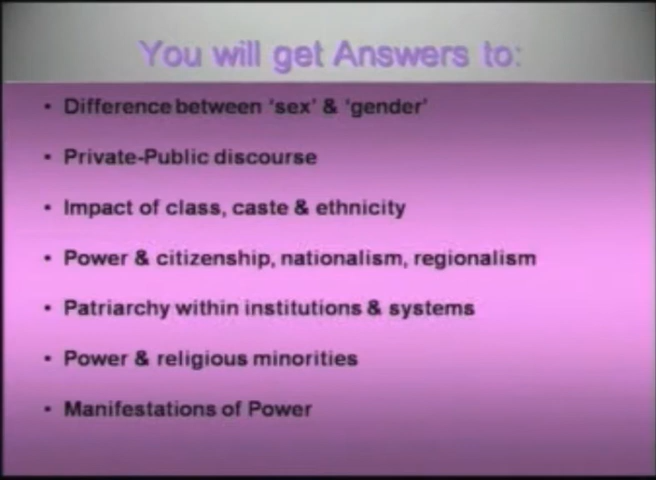 You will get Answers to:
• Difference between 'sex' & 'gender'
• Private-Public discourse
• Impact of class, caste & ethnicity
• Power & citizenship, nationalism, regionalism
• Patriarchy within institutions & systems
• Power & religious minorities
• Manifestations of Power